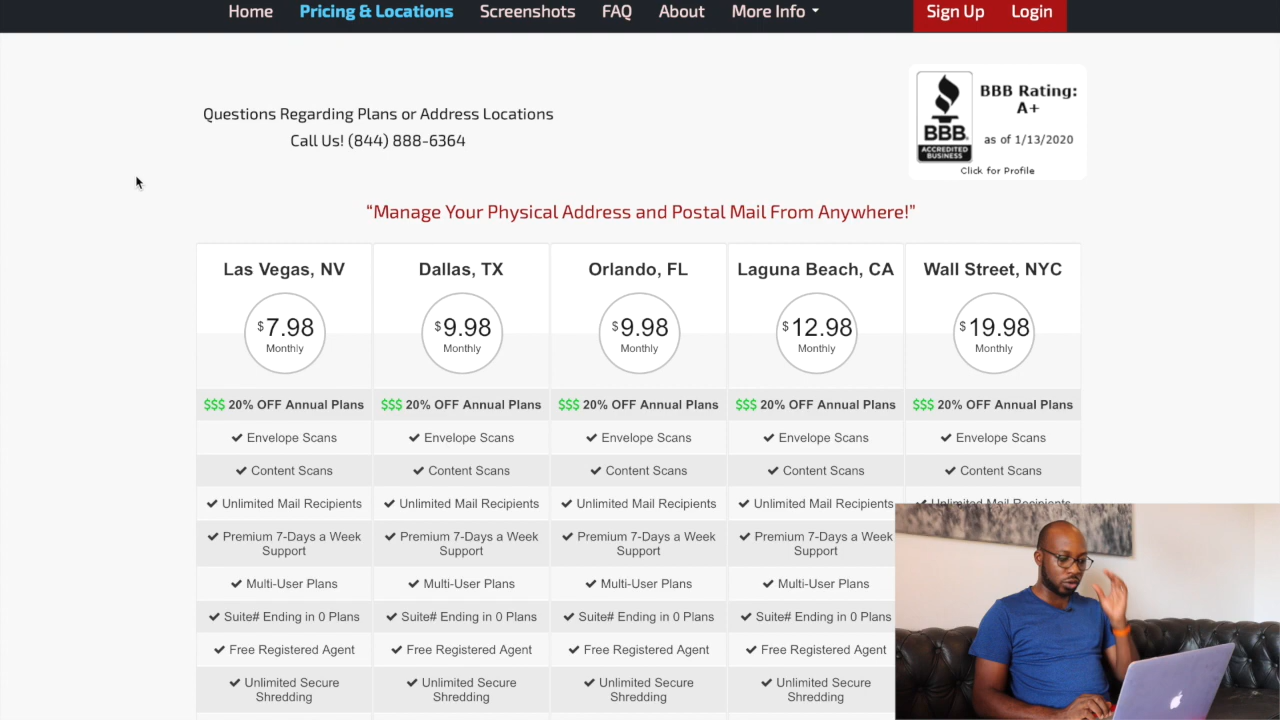 Home Pricing & Locations Screenshots FAQ About More Info Sign Up Login
Questions Regarding Plans or Address Locations
Call Us! (844) 888-6364
BBB Rating:
A+
as of 1/13/2020
BBB
ACCREDITED
BUSINESS
Click for Profile
“Manage Your Physical Address and Postal Mail From Anywhere!”
Las Vegas, NV Dallas, TX Orlando, FL Laguna Beach, CA Wall Street, NYC
$7.98 $9.98 $9.98 $12.98 $19.98
Monthly Monthly Monthly Monthly Monthly
$$$ 20% OFF Annual Plans $$$ 20% OFF Annual Plans $$$ 20% OFF Annual Plans $$$ 20% OFF Annual Plans $$$ 20% OFF Annual Plans
✔ Envelope Scans ✔ Envelope Scans ✔ Envelope Scans ✔ Envelope Scans ✔ Envelope Scans
✔ Content Scans ✔ Content Scans ✔ Content Scans ✔ Content Scans ✔ Content Scans
✔ Unlimited Mail Recipients ✔ Unlimited Mail Recipients ✔ Unlimited Mail Recipients ✔ Unlimited Mail Recipients ✔ Unlimited Mail Recipients
✔ Premium 7-Days a Week ✔ Premium 7-Days a Week ✔ Premium 7-Days a Week ✔ Premium 7-Days a Week
Support Support Support Support
✔ Multi-User Plans ✔ Multi-User Plans ✔ Multi-User Plans ✔ Multi-User Plans
✔ Suite# Ending in 0 Plans ✔ Suite# Ending in 0 Plans ✔ Suite# Ending in 0 Plans ✔ Suite# Ending in 0 Plans
✔ Free Registered Agent ✔ Free Registered Agent ✔ Free Registered Agent ✔ Free Registered Agent
✔ Unlimited Secure ✔ Unlimited Secure ✔ Unlimited Secure ✔ Unlimited Secure
Shredding Shredding Shredding Shredding